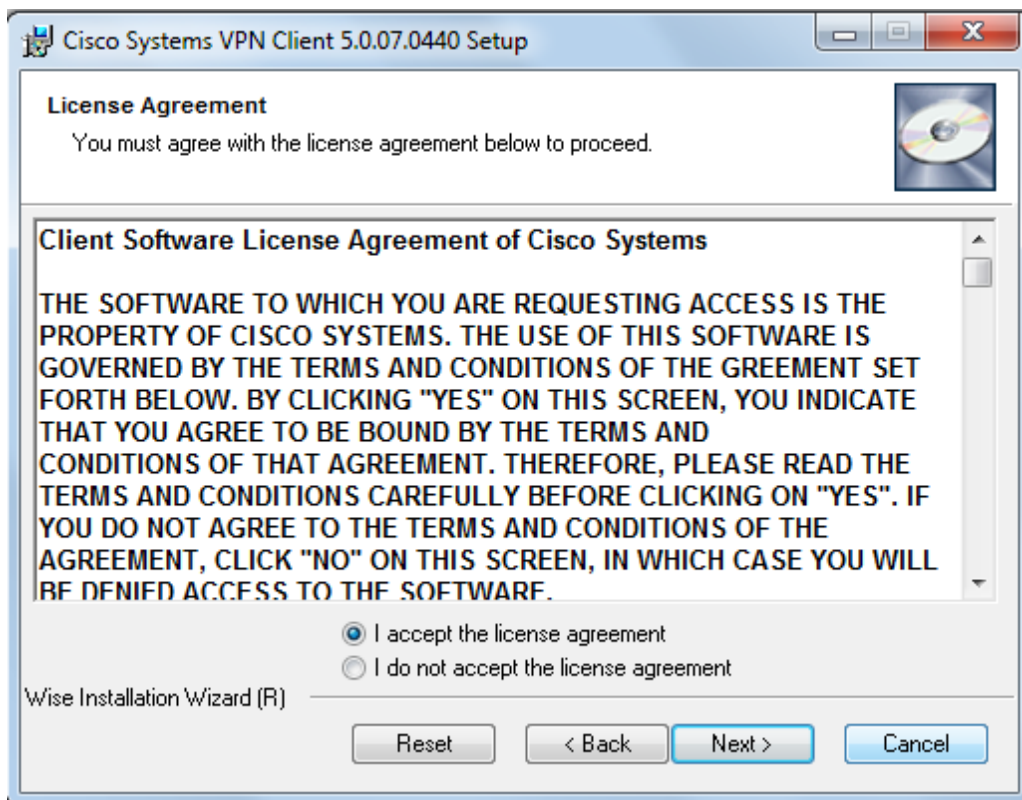 Cisco Systems VPN Client 5.0.07.0440 Setup
License Agreement
You must agree with the license agreement below to proceed.
Client Software License Agreement of Cisco Systems
THE SOFTWARE TO WHICH YOU ARE REQUESTING ACCESS IS THE
PROPERTY OF CISCO SYSTEMS. THE USE OF THIS SOFTWARE IS
GOVERNED BY THE TERMS AND CONDITIONS OF THE GREEMENT SET
FORTH BELOW. BY CLICKING "YES" ON THIS SCREEN, YOU INDICATE
THAT YOU AGREE TO BE BOUND BY THE TERMS AND
CONDITIONS OF THAT AGREEMENT. THEREFORE, PLEASE READ THE
TERMS AND CONDITIONS CAREFULLY BEFORE CLICKING ON "YES". IF
YOU DO NOT AGREE TO THE TERMS AND CONDITIONS OF THE
AGREEMENT, CLICK "NO" ON THIS SCREEN, IN WHICH CASE YOU WILL
BE DENIED ACCESS TO THE SOFTWARE.
I accept the license agreement
I do not accept the license agreement
Wise Installation Wizard (R)
Reset
< Back
Next >
Cancel